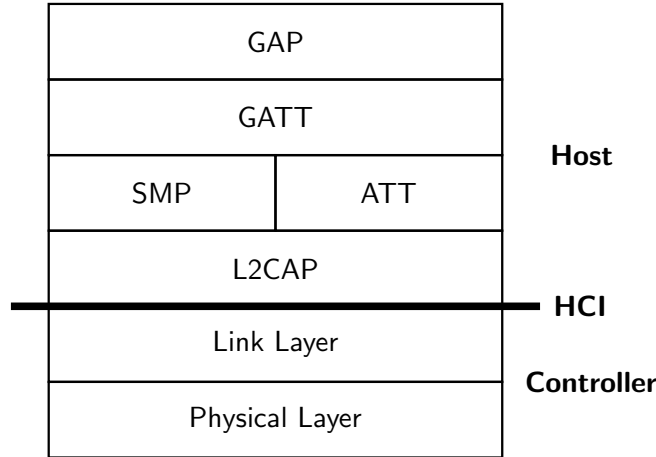 GAP
GATT
Host
SMP
ATT
L2CAP
HCI
Link Layer
Controller
Physical Layer